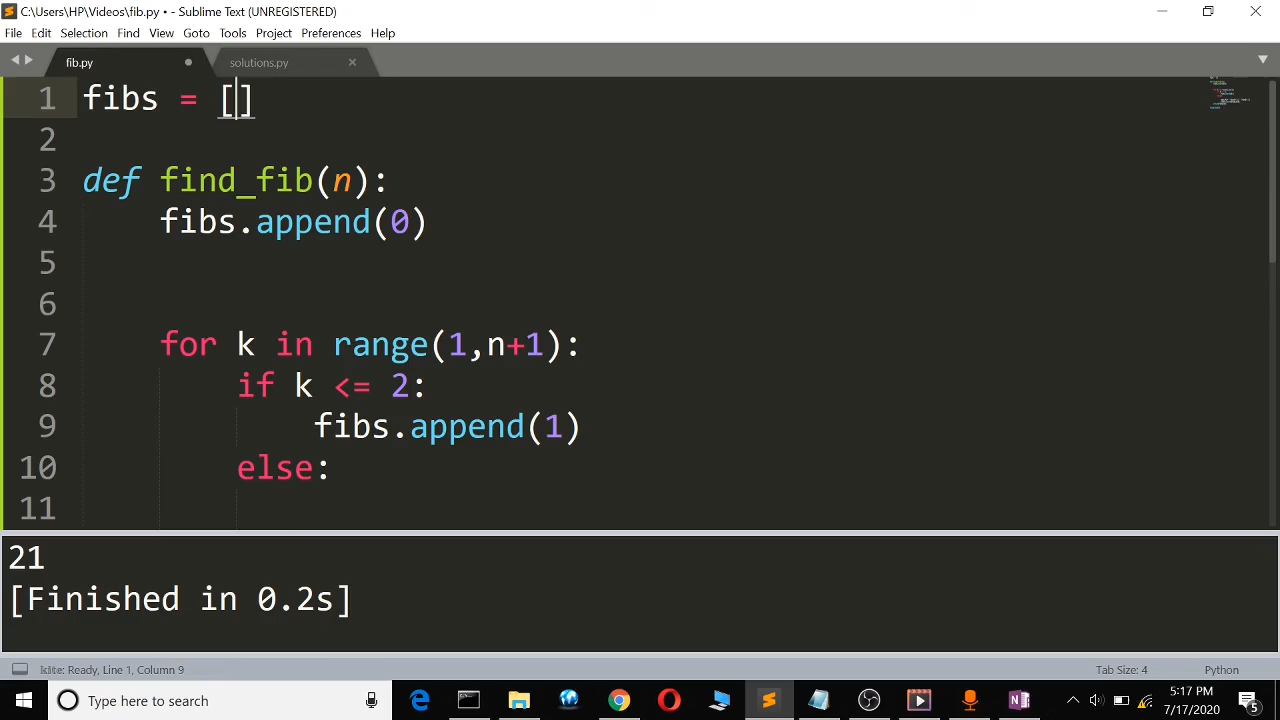 C:\Users\HP\Videos\fib.py • - Sublime Text (UNREGISTERED)
File Edit Selection Find View Goto Tools Project Preferences Help
fib.py solutions.py
1 fibs = []
2
3 def find_fib(n):
4 fibs.append(0)
5
6
7 for k in range(1,n+1):
8 if k <= 2:
9 fibs.append(1)
10 else:
11
21
[Finished in 0.2s]
kite: Ready, Line 1, Column 9 Tab Size: 4 Python
Type here to search
5:17 PM
7/17/2020
5